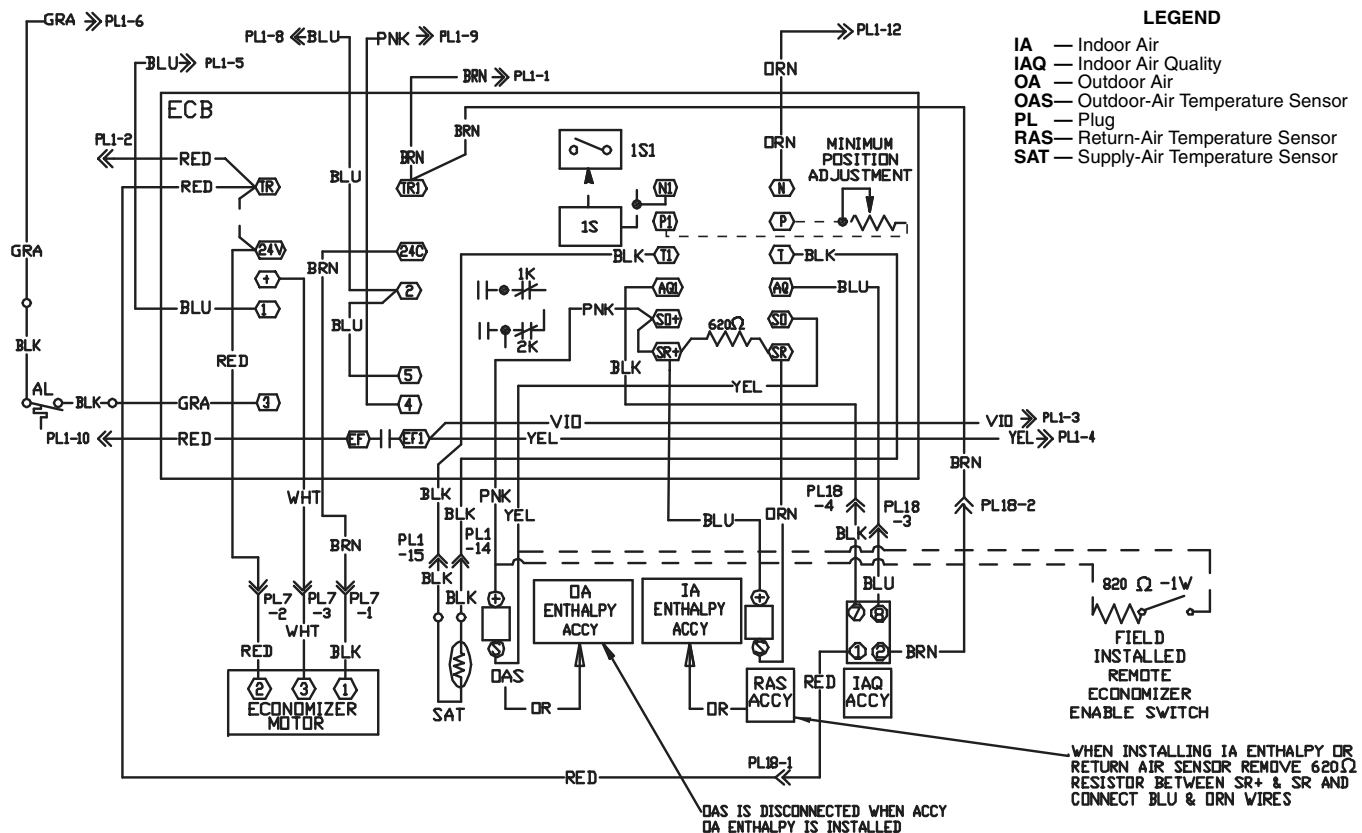 GRA PL1-6
PL1-8 BLU
PNK PL1-9
PL1-12
BLU PL1-5
BRN PL1-1
ORN
LEGEND
IA — Indoor Air
IAQ — Indoor Air Quality
OA — Outdoor Air
OAS — Outdoor-Air Temperature Sensor
PL — Plug
RAS — Return-Air Temperature Sensor
SAT — Supply-Air Temperature Sensor
ECB
PL1-2
RED
RED
TR
BLU
BRN
BRN
TR1
1S1
1S
N1
P1
ORN
N
P
MINIMUM
POSITION
ADJUSTMENT
GRA
24V
BRN
24C
BLK
T1
T
BLK
+
2
1K
AQ1
AQ
BLU
BLU
1
BLU
PNK
SO+
SO
2K
620Ω
BLK
RED
BLK
SR+
SR
YEL
5
AL
BLK
GRA
3
4
VIO
VIO PL1-3
PL1-10
RED
EF
EF1
YEL
YEL PL1-4
BRN
WHT
BLK
BLK
PNK
YEL
BLU
ORN
PL18
-4
PL18
-3
PL18-2
BLK
BRN
PL1
-15
PL1
-14
BLK
BLK
BLU
PL7
-2
PL7
-3
PL7
-1
WHT
RED
BLK
2
3
1
ECONOMIZER
MOTOR
SAT
+
S
OAS
OA
ENTHALPY
ACCY
OR
IA
ENTHALPY
ACCY
+
S
OR
RAS
ACCY
7
8
1
2
RED
BRN
IAQ
ACCY
820 Ω -1W
FIELD
INSTALLED
REMOTE
ECONOMIZER
ENABLE SWITCH
RED
PL18-1
WHEN INSTALLING IA ENTHALPY OR
RETURN AIR SENSOR REMOVE 620Ω
RESISTOR BETWEEN SR+ & SR AND
CONNECT BLU & ORN WIRES
OAS IS DISCONNECTED WHEN ACCY
OA ENTHALPY IS INSTALLED